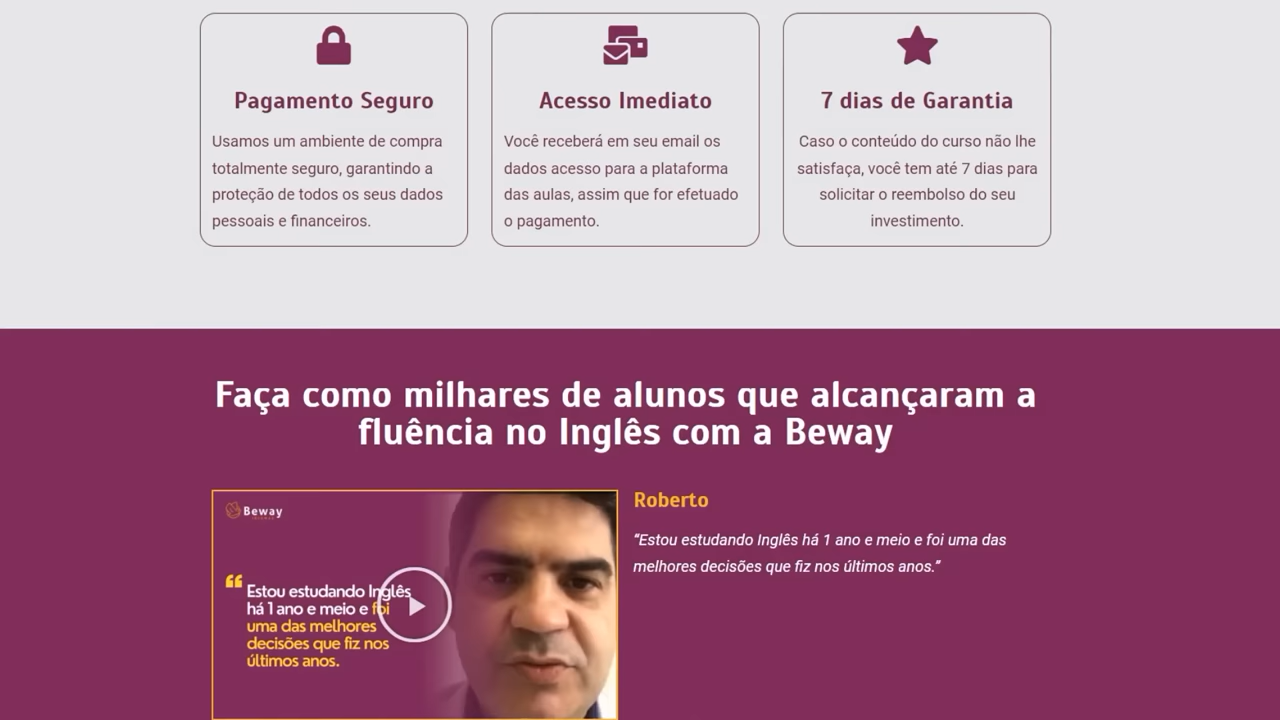 Pagamento Seguro
Usamos um ambiente de compra
totalmente seguro, garantindo a
proteção de todos os seus dados
pessoais e financeiros.
Acesso Imediato
Você receberá em seu email os
dados acesso para a plataforma
das aulas, assim que for efetuado
o pagamento.
7 dias de Garantia
Caso o conteúdo do curso não lhe
satisfaça, você tem até 7 dias para
solicitar o reembolso do seu
investimento.
Faça como milhares de alunos que alcançaram a
fluência no Inglês com a Beway
Beway
“Estou estudando Inglês
há 1 ano e meio e foi
uma das melhores
decisões que fiz nos
últimos anos.
Roberto
“Estou estudando Inglês há 1 ano e meio e foi uma das
melhores decisões que fiz nos últimos anos.”